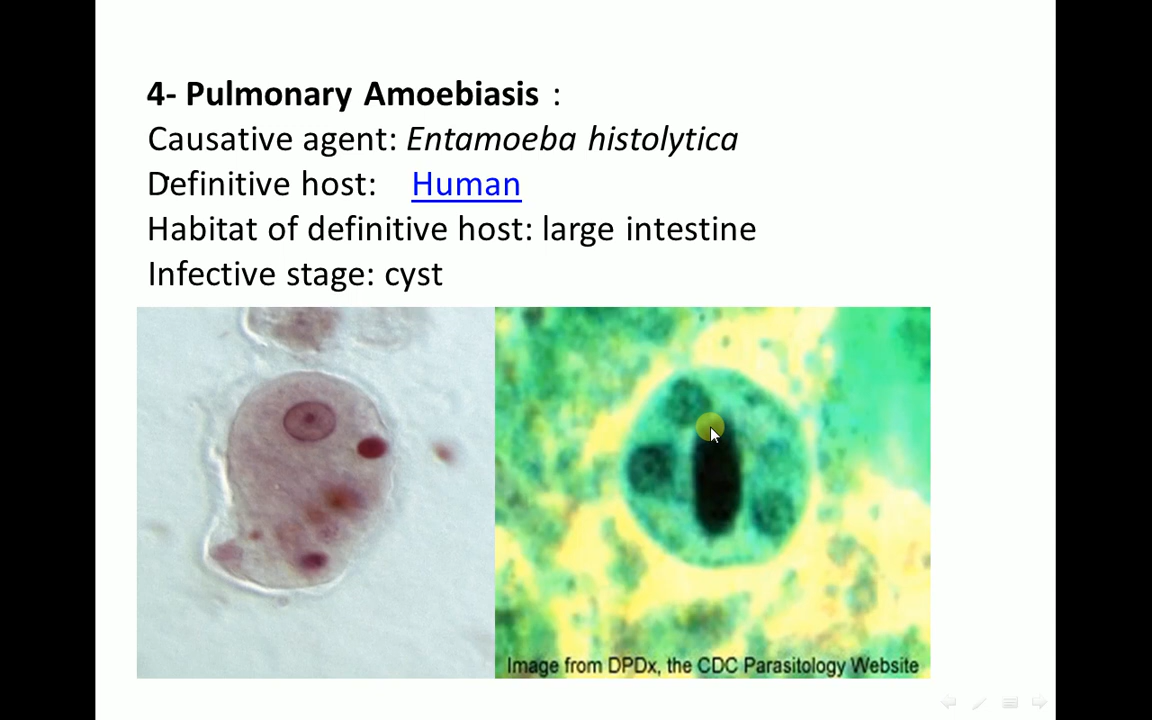 4- Pulmonary Amoebiasis :
Causative agent: Entamoeba histolytica
Definitive host: Human
Habitat of definitive host: large intestine
Infective stage: cyst
Image from DPDx, the CDC Parasitology Website